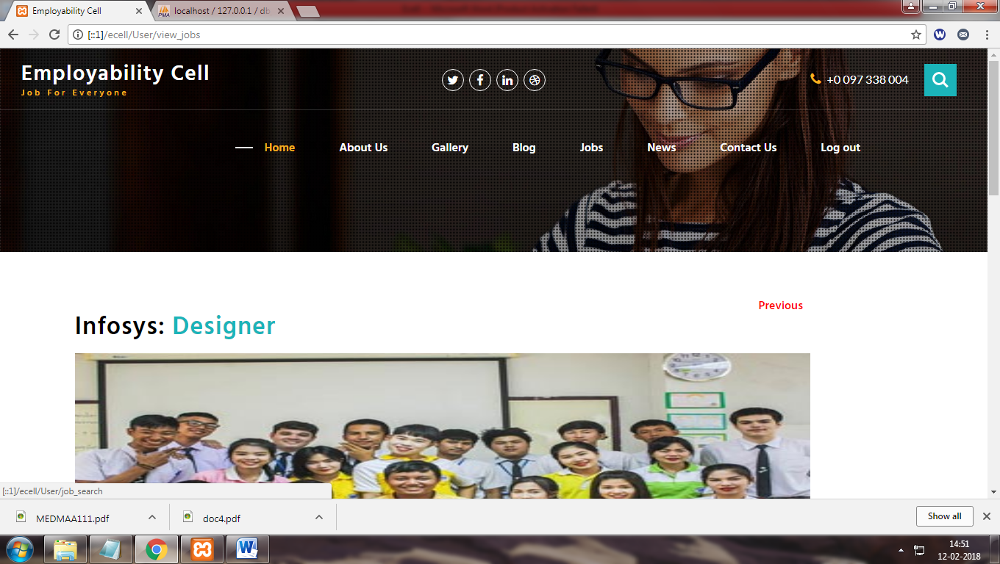 Employability Cell
localhost / 127.0.0.1 / db
[::1]/ecell/User/view_jobs
Employability Cell
Job For Everyone
+0 097 338 004
Home About Us Gallery Blog Jobs News Contact Us Log out
Previous
Infosys: Designer
[::1]/ecell/User/job_search
MEDMAA111.pdf
doc4.pdf
Show all
14:51
12-02-2018